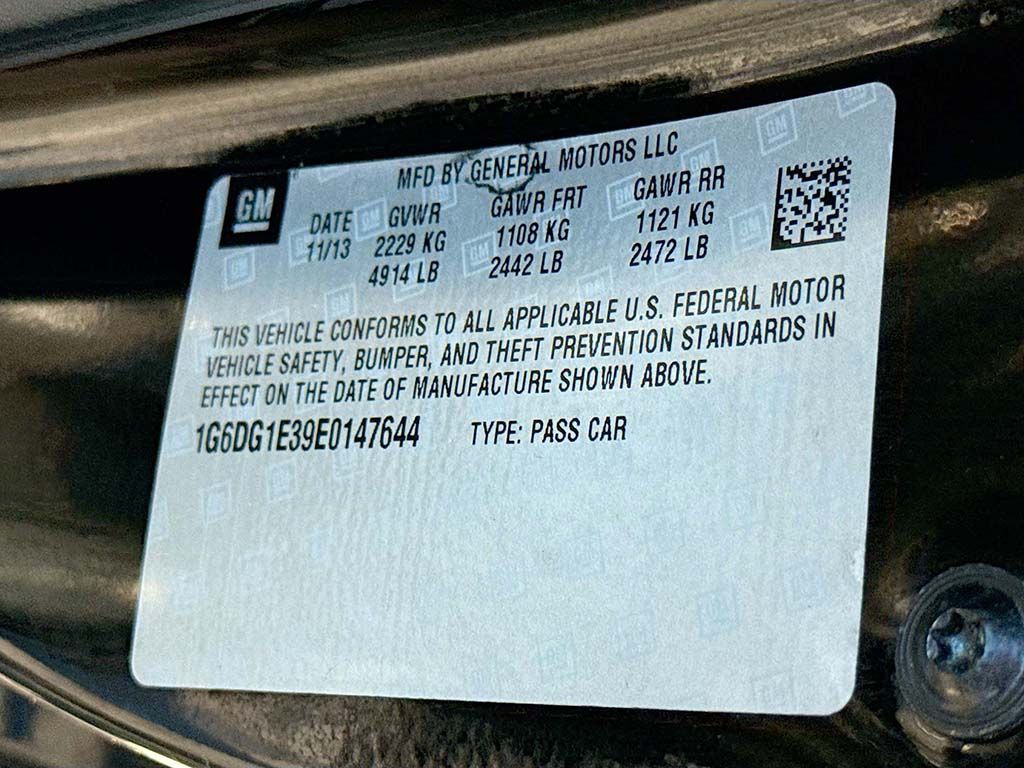 MFD BY GENERAL MOTORS LLC
GM
DATE GVWR GAWR FRT GAWR RR
11/13 2229 KG 1108 KG 1121 KG
4914 LB 2442 LB 2472 LB
THIS VEHICLE CONFORMS TO ALL APPLICABLE U.S. FEDERAL MOTOR
VEHICLE SAFETY, BUMPER, AND THEFT PREVENTION STANDARDS IN
EFFECT ON THE DATE OF MANUFACTURE SHOWN ABOVE.
1G6DG1E39E0147644 TYPE: PASS CAR